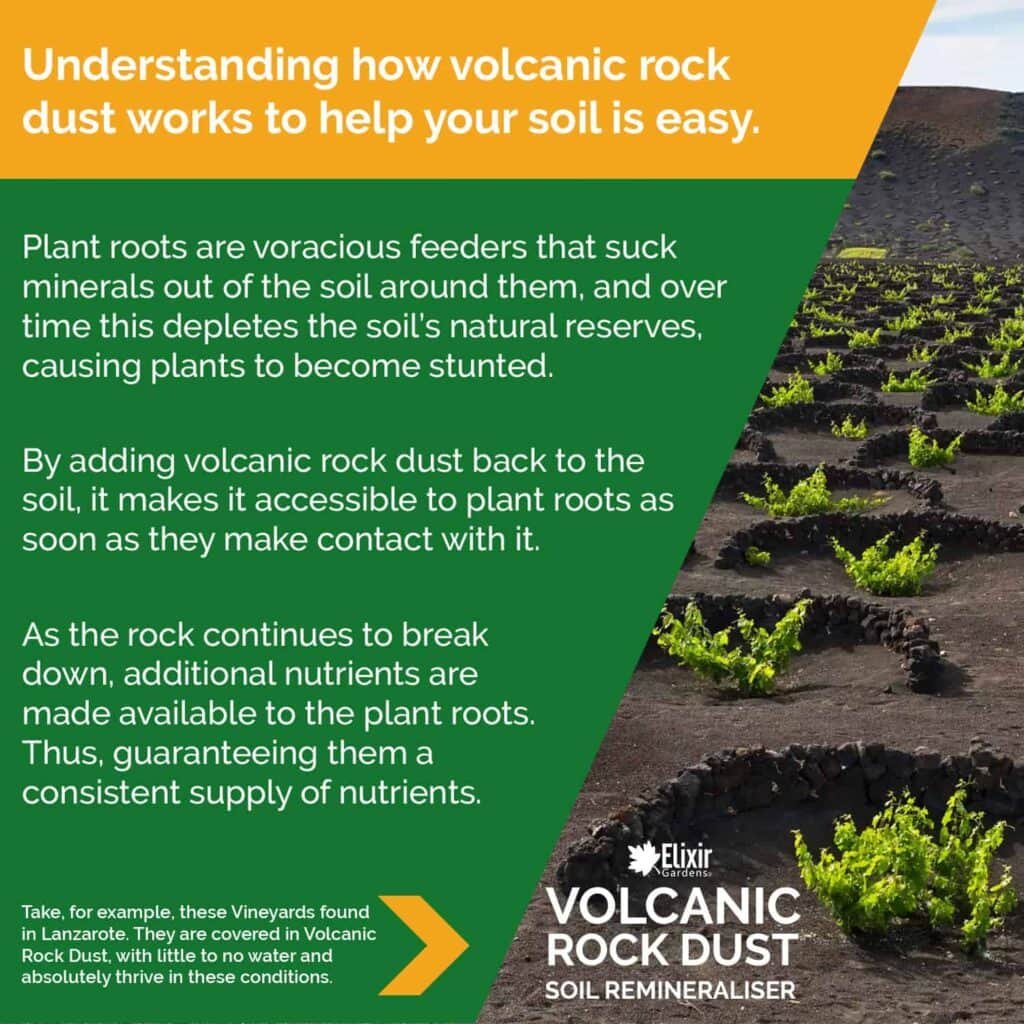 Understanding how volcanic rock
dust works to help your soil is easy.
Plant roots are voracious feeders that suck
minerals out of the soil around them, and over
time this depletes the soil's natural reserves,
causing plants to become stunted.
By adding volcanic rock dust back to the
soil, it makes it accessible to plant roots as
soon as they make contact with it.
As the rock continues to break
down, additional nutrients are
made available to the plant roots.
Thus, guaranteeing them a
consistent supply of nutrients.
Take, for example, these Vineyards found
in Lanzarote. They are covered in Volcanic
Rock Dust, with little to no water and
absolutely thrive in these conditions.
Elixir
Gardens®
VOLCANIC
ROCK DUST
SOIL REMINERALISER